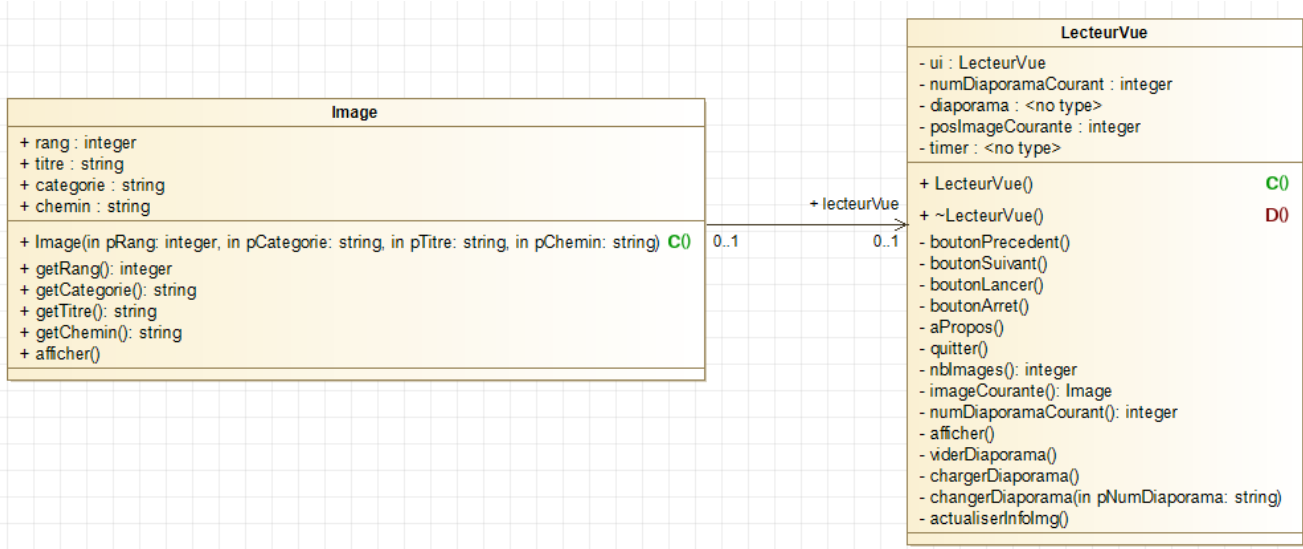 Image
+ rang : integer
+ titre : string
+ categorie : string
+ chemin : string
+ Image(in pRang: integer, in pCategorie: string, in pTitre: string, in pChemin: string) C()
+ getRang(): integer
+ getCategorie(): string
+ getTitre(): string
+ getChemin(): string
+ afficher()
+ lecteurVue
0..1
0..1
LecteurVue
- ui : LecteurVue
- numDiaporamaCourant : integer
- diaporama : <no type>
- posImageCourante : integer
- timer : <no type>
+ LecteurVue() C()
+ ~LecteurVue() D()
- boutonPrecedent()
- boutonSuivant()
- boutonLancer()
- boutonArret()
- aPropos()
- quitter()
- nbImages(): integer
- imageCourante(): Image
- numDiaporamaCourant(): integer
- afficher()
- viderDiaporama()
- chargerDiaporama()
- changerDiaporama(in pNumDiaporama: string)
- actualiserInfoImg()